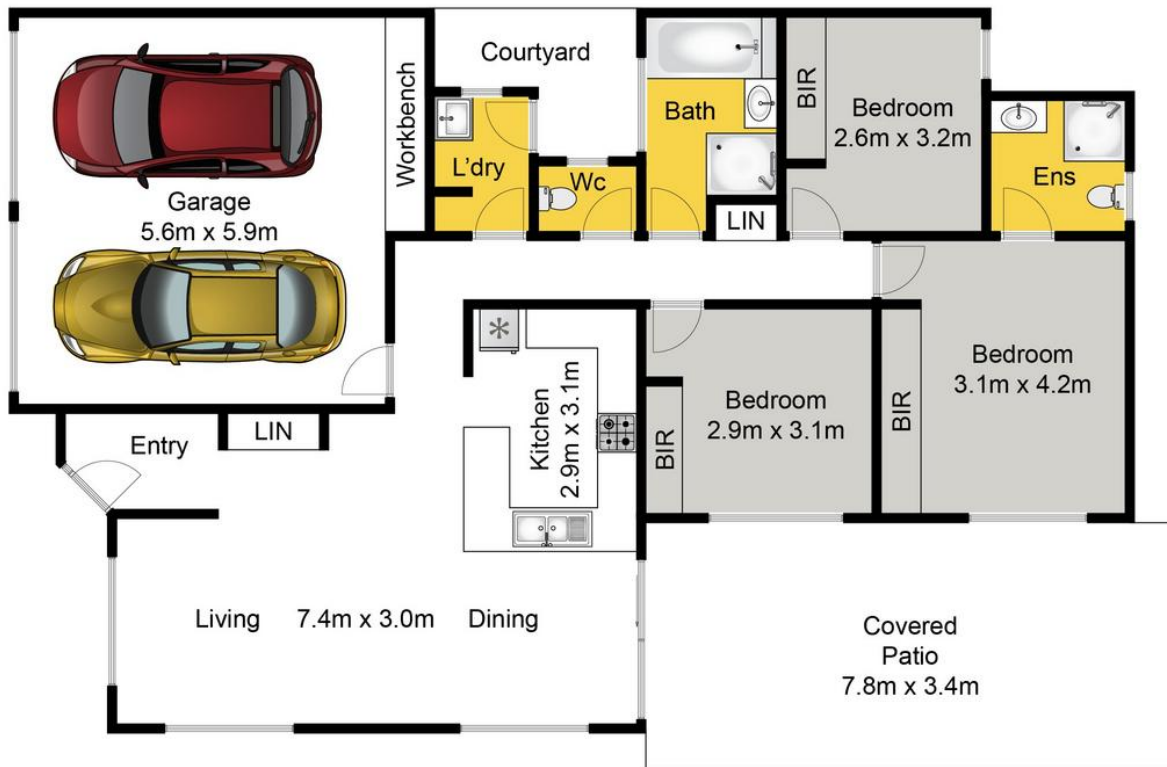 Courtyard
Workbench
Bath
BIR
Bedroom
2.6m x 3.2m
L'dry
Wc
Ens
Garage
5.6m x 5.9m
LIN
Bedroom
3.1m x 4.2m
BIR
Kitchen
2.9m x 3.1m
Bedroom
2.9m x 3.1m
BIR
Entry
LIN
Living 7.4m x 3.0m Dining
Covered
Patio
7.8m x 3.4m